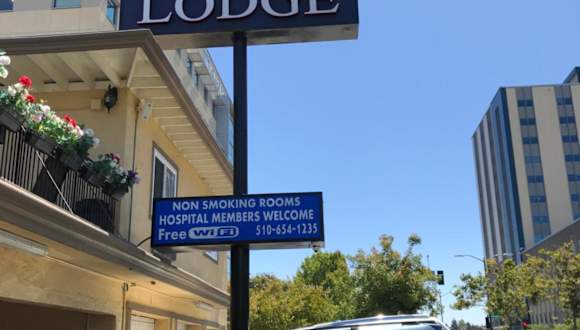 LODGE
NON SMOKING ROOMS
HOSPITAL MEMBERS WELCOME
Free WiFi 510-654-1235